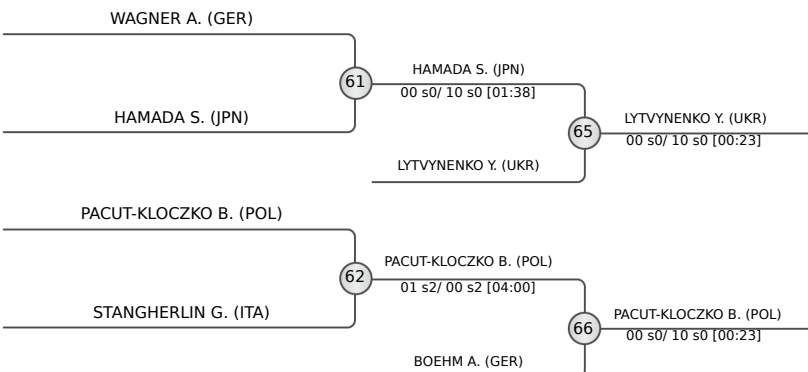 WAGNER A. (GER)
61
HAMADA S. (JPN)
00 s0/ 10 s0 [01:38]
HAMADA S. (JPN)
65
LYTVYNENKO Y. (UKR)
00 s0/ 10 s0 [00:23]
LYTVYNENKO Y. (UKR)
PACUT-KLOCZKO B. (POL)
62
PACUT-KLOCZKO B. (POL)
01 s2/ 00 s2 [04:00]
STANGHERLIN G. (ITA)
66
PACUT-KLOCZKO B. (POL)
00 s0/ 10 s0 [00:23]
BOEHM A. (GER)